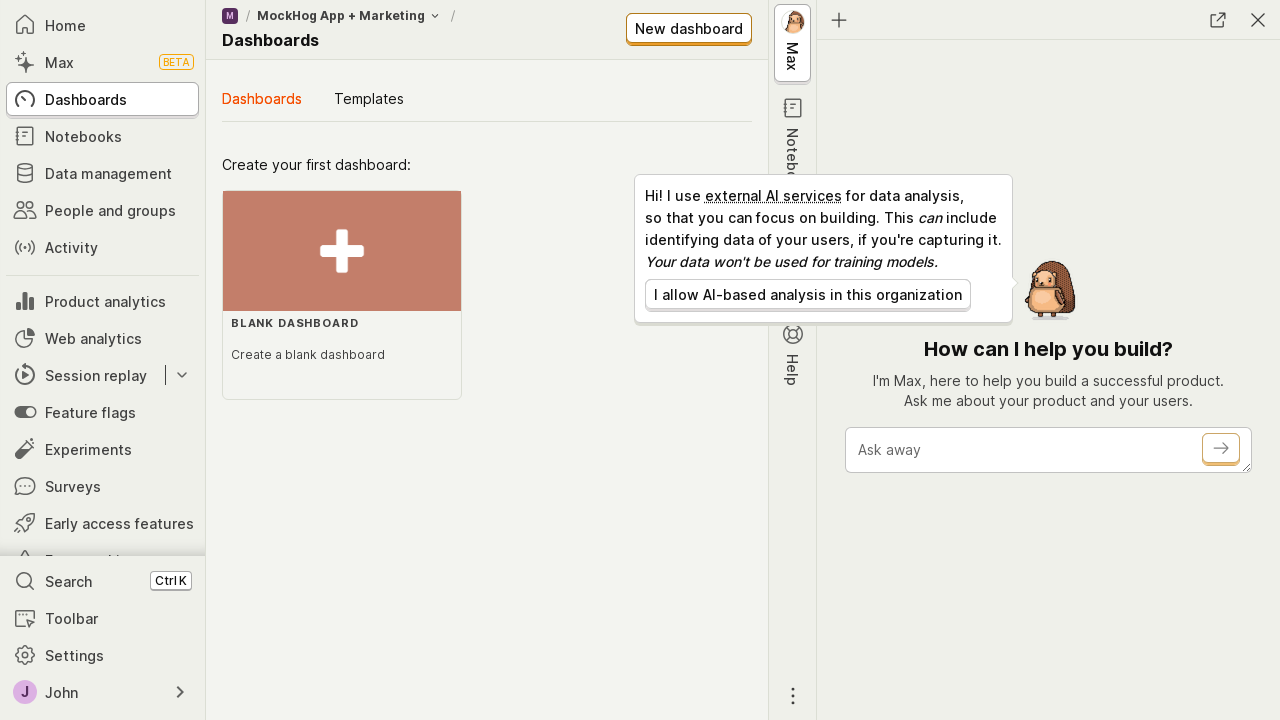 Home
Max
BETA
Dashboards
Notebooks
Data management
People and groups
Activity
Product analytics
Web analytics
Session replay
Feature flags
Experiments
Surveys
Early access features
Search
Ctrl K
Toolbar
Settings
J
John
M
/
MockHog App + Marketing
/
Dashboards
New dashboard
Dashboards
Templates
Create your first dashboard:
BLANK DASHBOARD
Create a blank dashboard
Max
Notebo
Help
Hi! I use external AI services for data analysis,
so that you can focus on building. This can include
identifying data of your users, if you're capturing it.
Your data won't be used for training models.
I allow AI-based analysis in this organization
How can I help you build?
I'm Max, here to help you build a successful product.
Ask me about your product and your users.
Ask away